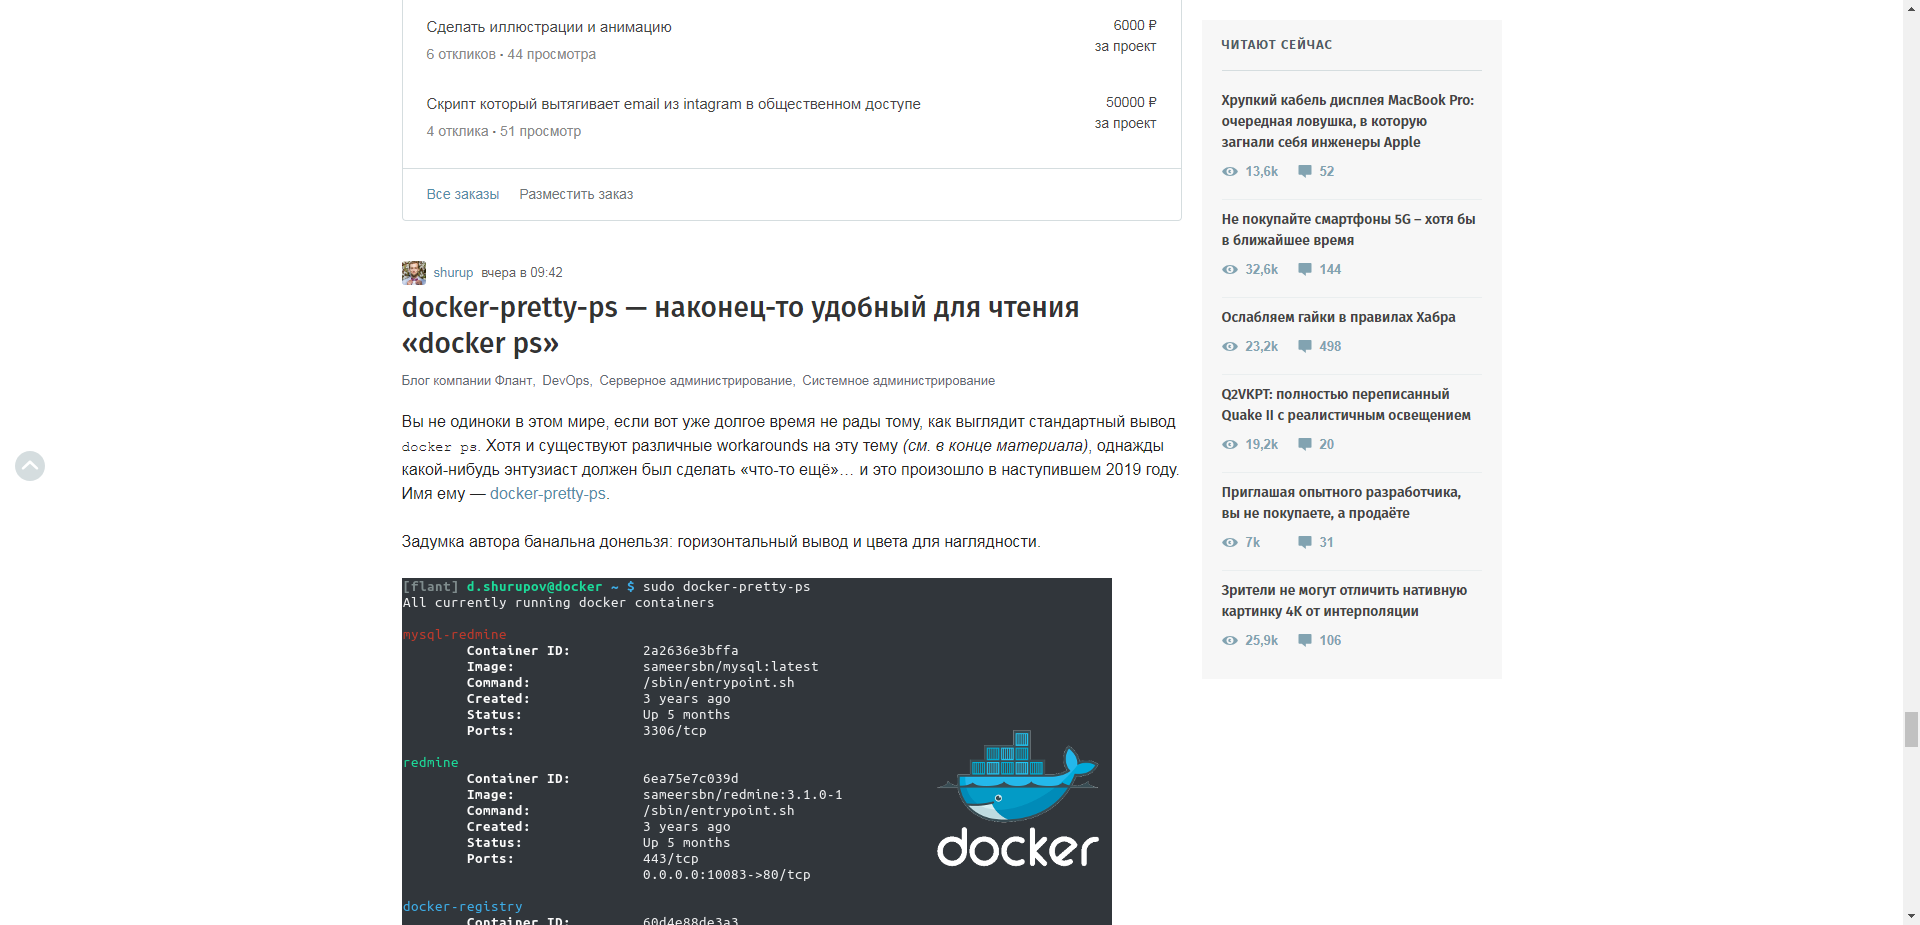 Сделать иллюстрации и анимацию
6000 ₽
6 откликов • 44 просмотра
за проект
Скрипт который вытягивает email из intagram в общественном доступе
50000 ₽
4 отклика • 51 просмотр
за проект
Все заказы Разместить заказ
shurup вчера в 09:42
docker-pretty-ps — наконец-то удобный для чтения
«docker ps»
Блог компании Флант, DevOps, Серверное администрирование, Системное администрирование
Вы не одиноки в этом мире, если вот уже долгое время не рады тому, как выглядит стандартный вывод
docker ps. Хотя и существуют различные workarounds на эту тему (см. в конце материала), однажды
какой-нибудь энтузиаст должен был сделать «что-то ещё»… и это произошло в наступившем 2019 году.
Имя ему — docker-pretty-ps.
Задумка автора банальна донельзя: горизонтальный вывод и цвета для наглядности.
[flant] d.shurupov@docker ~ $ sudo docker-pretty-ps
All currently running docker containers
mysql-redmine
Container ID: 2a2636e3bffa
Image: sameersbn/mysql:latest
Command: /sbin/entrypoint.sh
Created: 3 years ago
Status: Up 5 months
Ports: 3306/tcp
redmine
Container ID: 6ea75e7c039d
Image: sameersbn/redmine:3.1.0-1
Command: /sbin/entrypoint.sh
Created: 3 years ago
Status: Up 5 months
Ports: 443/tcp
0.0.0.0:10083->80/tcp
docker-registry
Container ID: 60d4e88de3a3
docker
ЧИТАЮТ СЕЙЧАС
Хрупкий кабель дисплея MacBook Pro:
очередная ловушка, в которую
загнали себя инженеры Apple
13,6k 52
Не покупайте смартфоны 5G – хотя бы
в ближайшее время
32,6k 144
Ослабляем гайки в правилах Хабра
23,2k 498
Q2VKPT: полностью переписанный
Quake II с реалистичным освещением
19,2k 20
Приглашая опытного разработчика,
вы не покупаете, а продаёте
7k 31
Зрители не могут отличить нативную
картинку 4K от интерполяции
25,9k 106